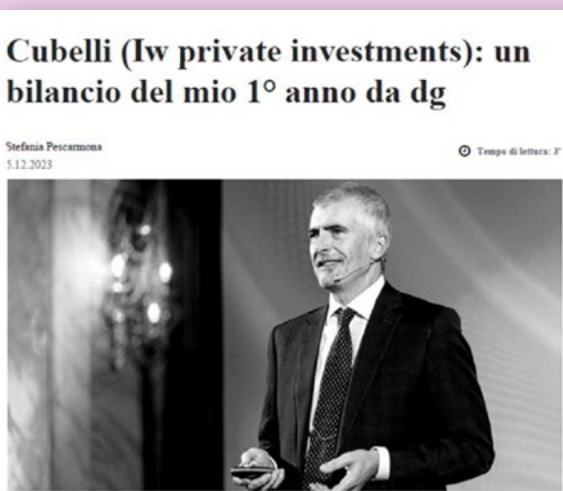 Cubelli (Iw private investments): un
bilancio del mio 1° anno da dg
Stefania Pescarmona
Tempo di lettura: 3'
5.12.2023